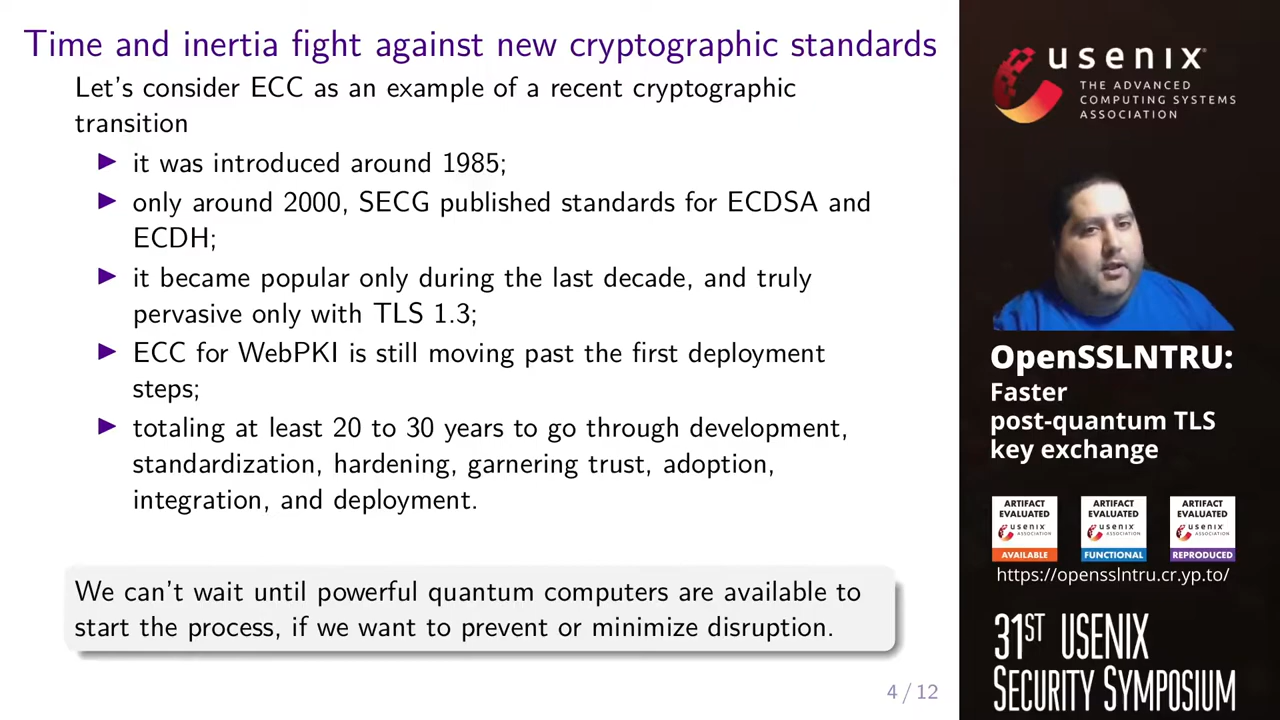 Time and inertia fight against new cryptographic standards
Let's consider ECC as an example of a recent cryptographic
transition
▶ it was introduced around 1985;
▶ only around 2000, SECG published standards for ECDSA and
ECDH;
▶ it became popular only during the last decade, and truly
pervasive only with TLS 1.3;
▶ ECC for WebPKI is still moving past the first deployment
steps;
▶ totaling at least 20 to 30 years to go through development,
standardization, hardening, garnering trust, adoption,
integration, and deployment.
We can't wait until powerful quantum computers are available to
start the process, if we want to prevent or minimize disruption.
4 / 12
usenix®
THE ADVANCED
COMPUTING SYSTEMS
ASSOCIATION
OpenSSLNTRU:
Faster
post-quantum TLS
key exchange
ARTIFACT
EVALUATED
usenix
ASSOCIATION
AVAILABLE
ARTIFACT
EVALUATED
usenix
ASSOCIATION
FUNCTIONAL
ARTIFACT
EVALUATED
usenix
ASSOCIATION
REPRODUCED
https://opensslntru.cr.yp.to/
31ST USENIX
SECURITY SYMPOSIUM